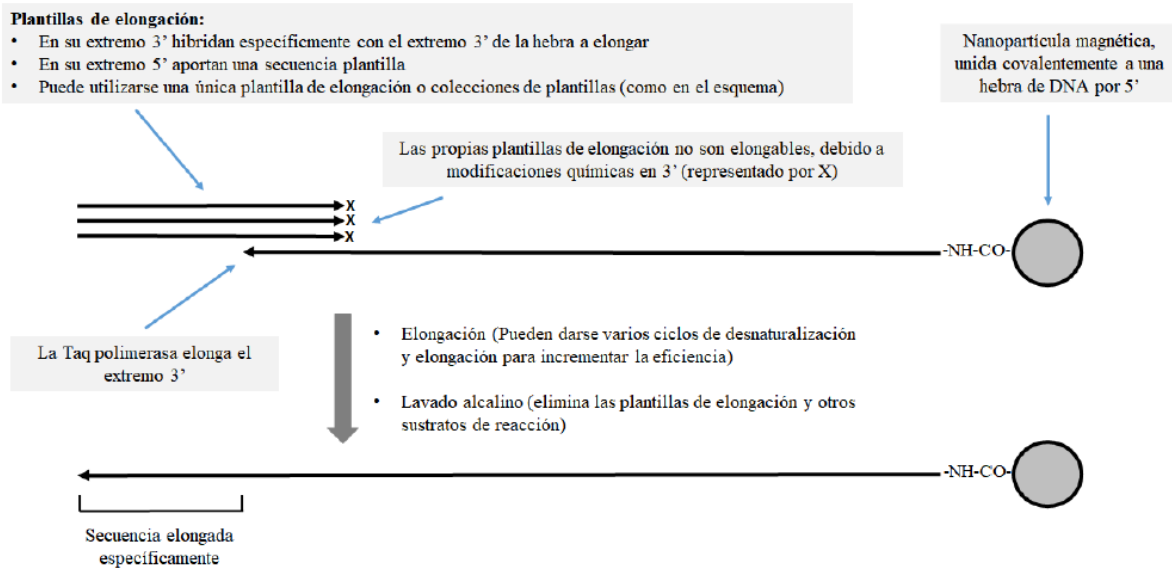 Plantillas de elongación:
• En su extremo 3’ hibridan específicamente con el extremo 3’ de la hebra a elongar
• En su extremo 5’ aportan una secuencia plantilla
• Puede utilizarse una única plantilla de elongación o colecciones de plantillas (como en el esquema)
Nanopartícula magnética,
unida covalentemente a una
hebra de DNA por 5’
Las propias plantillas de elongación no son elongables, debido a
modificaciones químicas en 3’ (representado por X)
X
X
X
-NH-CO-
La Taq polimerasa elonga el
extremo 3’
• Elongación (Pueden darse varios ciclos de desnaturalización
y elongación para incrementar la eficiencia)
• Lavado alcalino (elimina las plantillas de elongación y otros
sustratos de reacción)
-NH-CO-
Secuencia elongada
específicamente